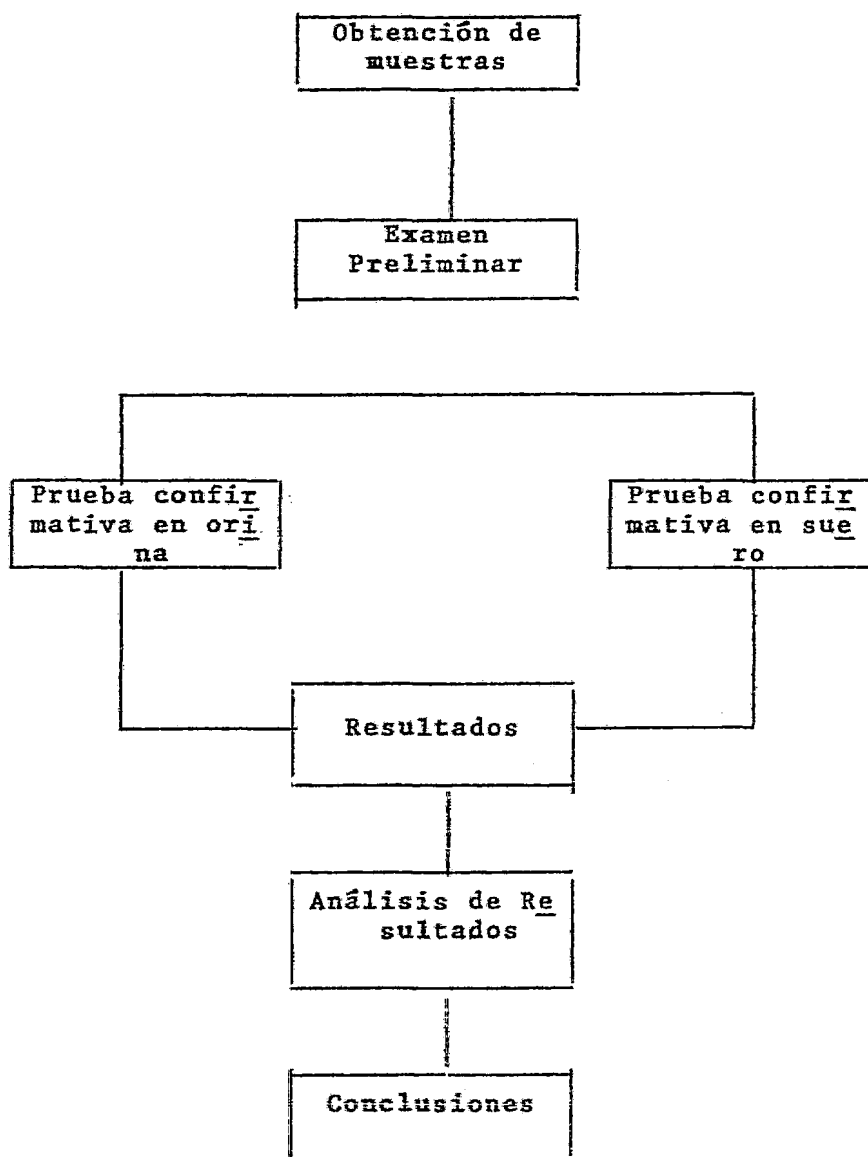 Obtención de
muestras
Examen
Preliminar
Prueba confir
mativa en ori
na
Prueba confir
mativa en sue
ro
Resultados
Análisis de Re
sultados
Conclusiones